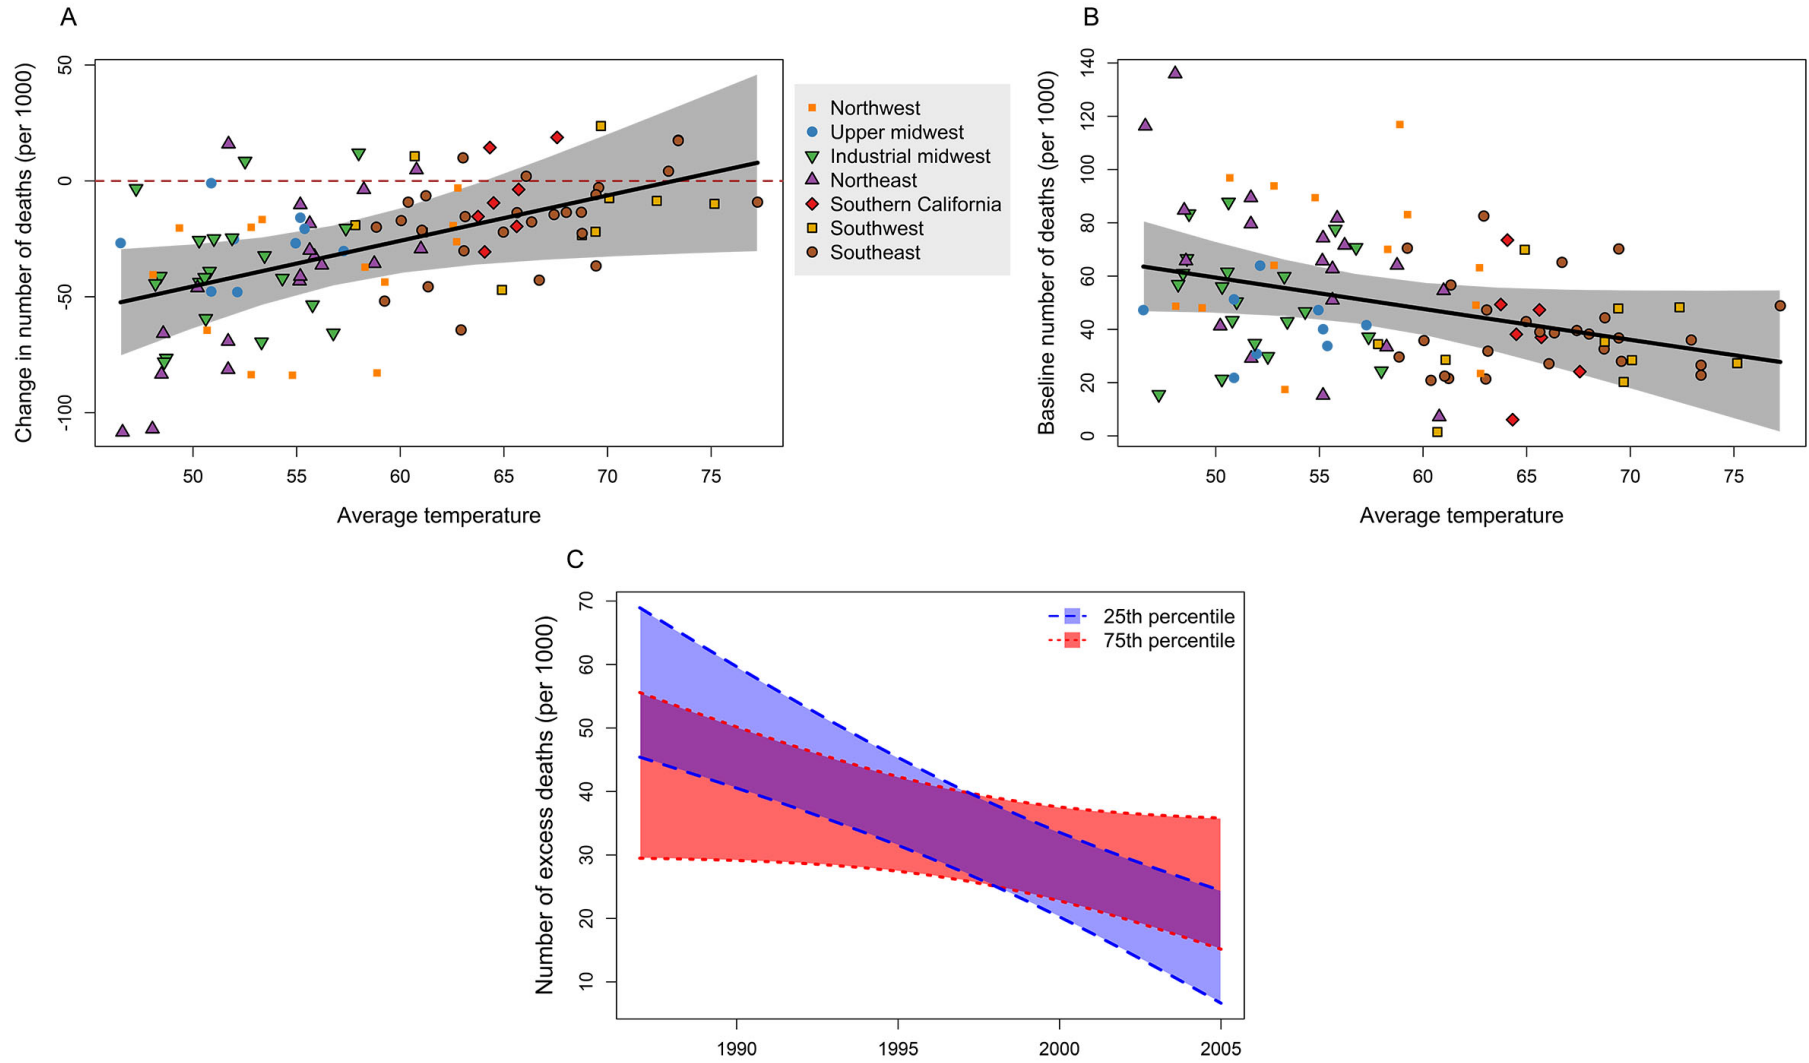 A
Change in number of deaths (per 1000)
50
0
-50
-100
50 55 60 65 70 75
Average temperature
Northwest
Upper midwest
Industrial midwest
Northeast
Southern California
Southwest
Southeast
B
Baseline number of deaths (per 1000)
140
120
100
80
60
40
20
0
50 55 60 65 70 75
Average temperature
C
Number of excess deaths (per 1000)
70
60
50
40
30
20
10
1990 1995 2000 2005
25th percentile
75th percentile